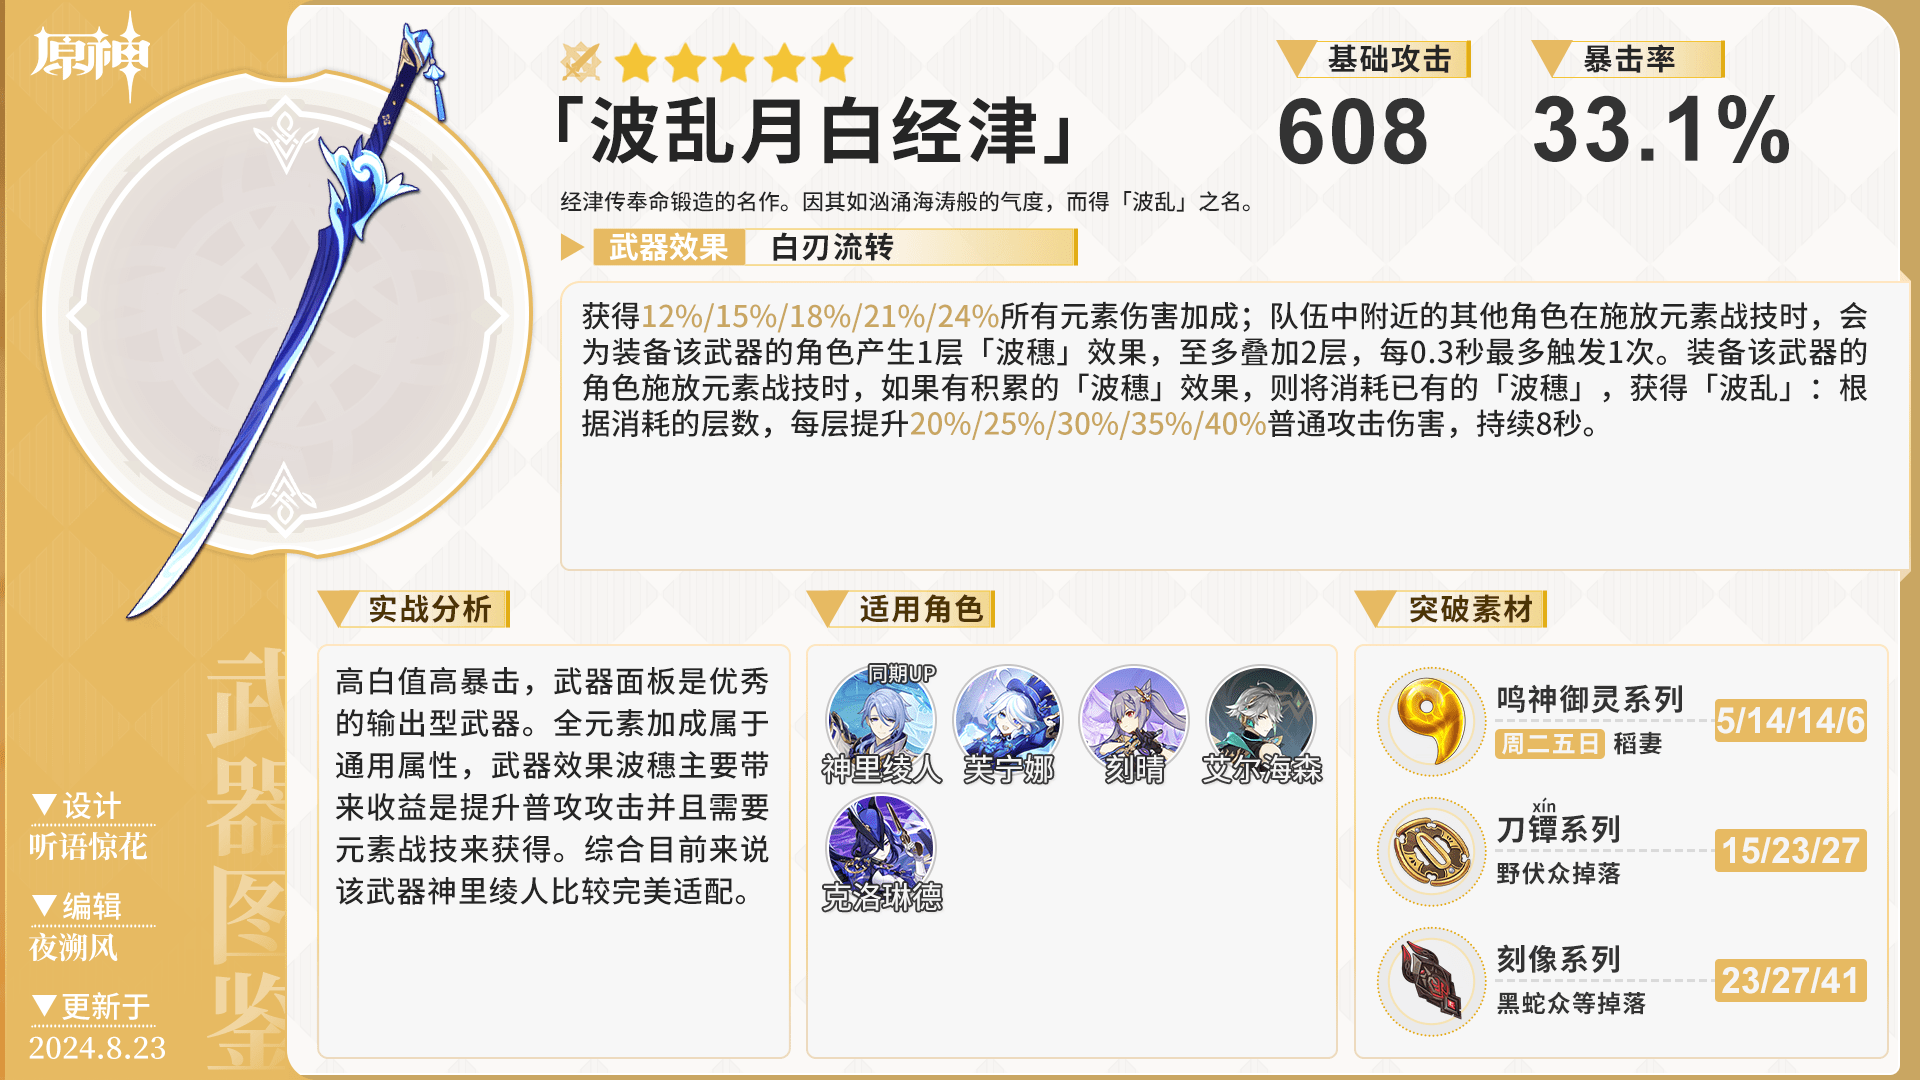 原神
「波乱月白经津」
基础攻击
608
暴击率
33.1%
经津传奉命锻造的名作。因其如汹涌海涛般的气度，而得「波乱」之名。
武器效果
白刃流转
获得12%/15%/18%/21%/24%所有元素伤害加成；队伍中附近的其他角色在施放元素战技时，会
为装备该武器的角色产生1层「波穗」效果，至多叠加2层，每0.3秒最多触发1次。装备该武器的
角色施放元素战技时，如果有积累的「波穗」效果，则将消耗已有的「波穗」，获得「波乱」：根
据消耗的层数，每层提升20%/25%/30%/35%/40%普通攻击伤害，持续8秒。
实战分析
高白值高暴击，武器面板是优秀
的输出型武器。全元素加成属于
通用属性，武器效果波穗主要带
来收益是提升普攻攻击并且需要
元素战技来获得。综合目前来说
该武器神里绫人比较完美适配。
适用角色
同期UP
神里绫人
芙宁娜
刻晴
艾尔海森
克洛琳德
突破素材
鸣神御灵系列
周二五日
稻妻
5/14/14/6
xín
刀镡系列
野伏众掉落
15/23/27
刻像系列
黑蛇众等掉落
23/27/41
武器图鉴
设计
听语惊花
编辑
夜溯风
更新于
2024.8.23